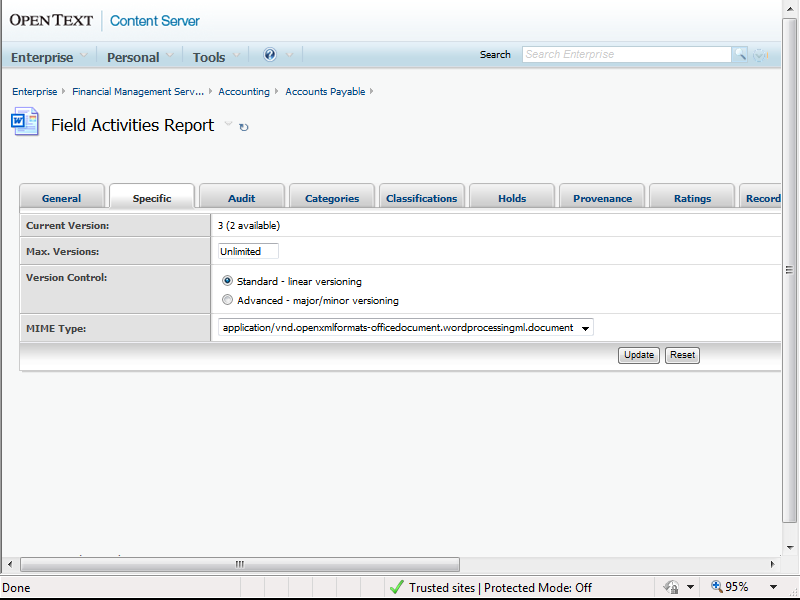 OPENTEXT | Content Server
Enterprise Personal Tools ? Search Search Enterprise
Enterprise Financial Management Serv... Accounting Accounts Payable
Field Activities Report
General Specific Audit Categories Classifications Holds Provenance Ratings Record
Current Version: 3 (2 available)
Max. Versions: Unlimited
Version Control: Standard - linear versioning
Advanced - major/minor versioning
MIME Type: application/vnd.openxmlformats-officedocument.wordprocessingml.document
Update Reset
Done Trusted sites | Protected Mode: Off 95%